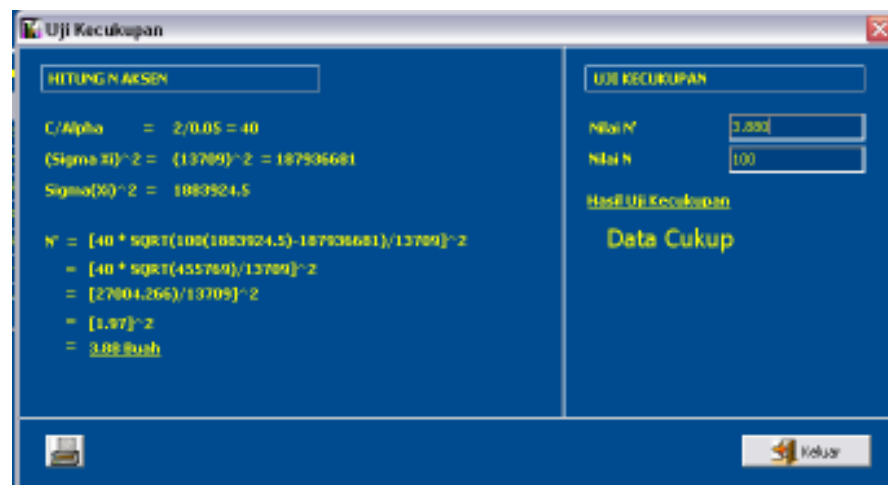 Uji Kecukupan
HITUNG N AKSEN
C/Alpha = 2/0.05 = 40
(Sigma Xi)^2 = (13709)^2 = 187936681
Sigma(Xi)^2 = 1883924.5
N' = [40 * SQRT(100(1883924.5)-187936681)/13709]^2
= [40 * SQRT(455769)/13709]^2
= [27004.266)/13709]^2
= [1.97]^2
= 3.88 Buah
UJI KECUKUPAN
Nilai N' 3.880
Nilai N 100
Hasil Uji Kecukupan
Data Cukup
Keluar